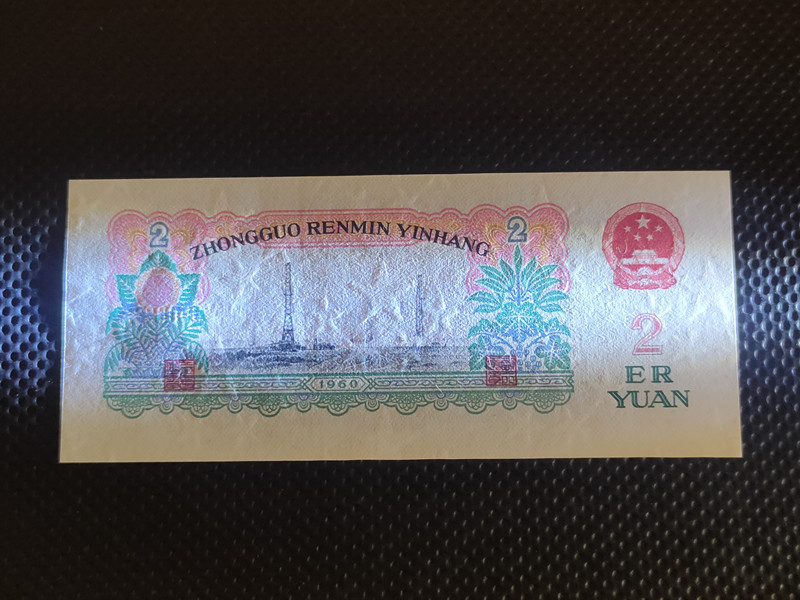 2
2
ZHONGGUO RENMIN YINHANG
2
ER
YUAN
1960